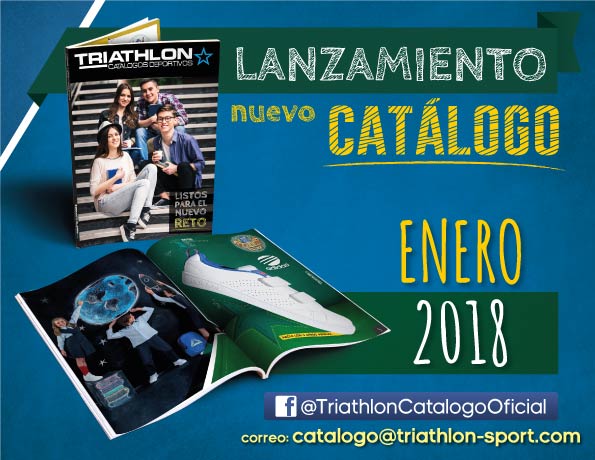 TRIATHLON
CATÁLOGOS DEPORTIVOS
LISTOS
PARA EL
NUEVO
RETO
LANZAMIENTO
nuevo CATÁLOGO
adidas
ENERO
2018
f @TriathlonCatalogoOficial
correo: catalogo@triathlon-sport.com